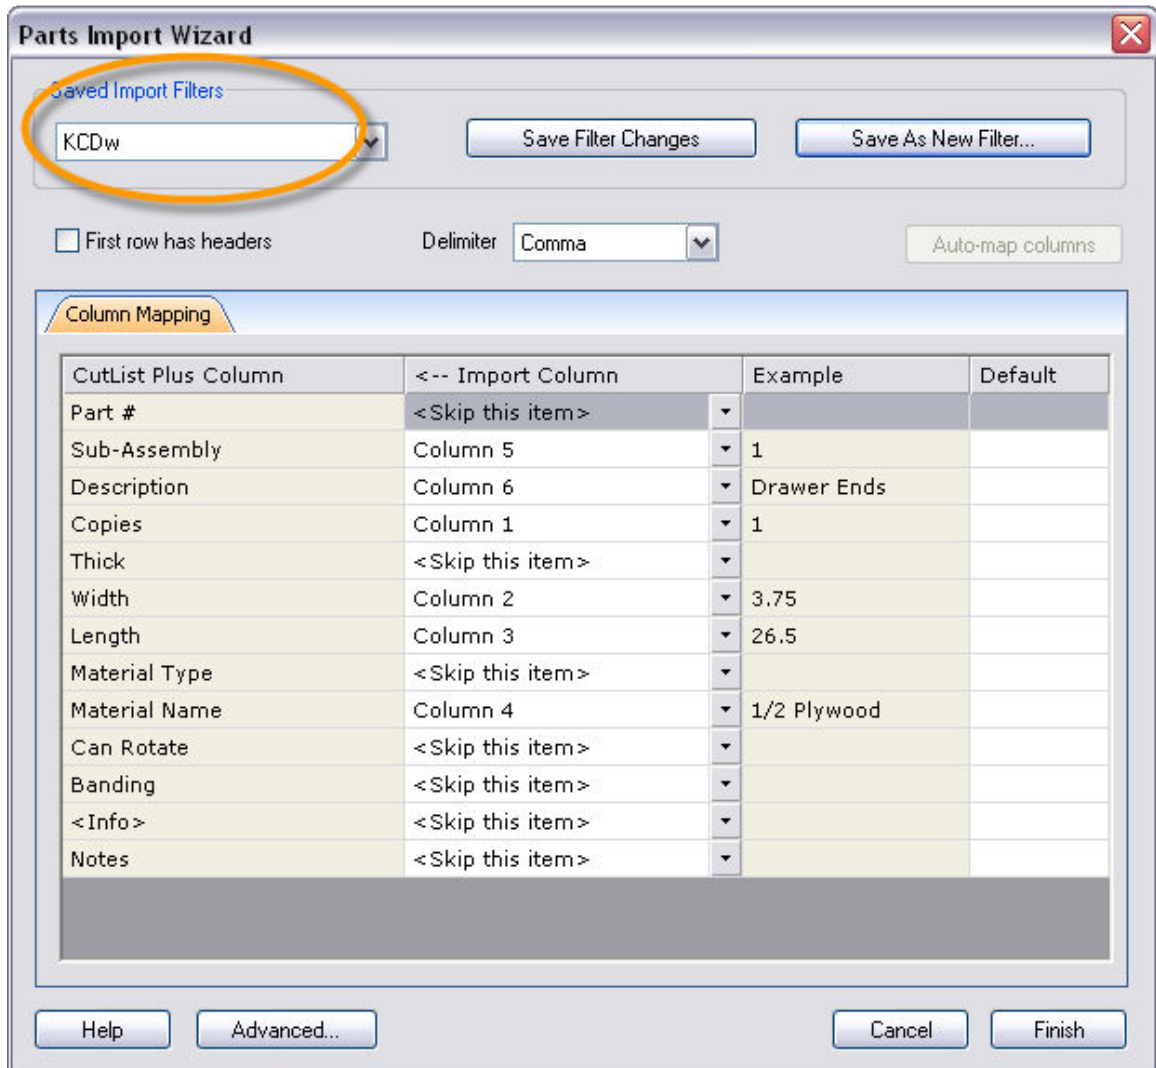 Parts Import Wizard
Saved Import Filters
KCDw Save Filter Changes Save As New Filter...
First row has headers Delimiter Comma Auto-map columns
Column Mapping
CutList Plus Column <-- Import Column Example Default
Part # <Skip this item>
Sub-Assembly Column 5 1
Description Column 6 Drawer Ends
Copies Column 1 1
Thick <Skip this item>
Width Column 2 3.75
Length Column 3 26.5
Material Type <Skip this item>
Material Name Column 4 1/2 Plywood
Can Rotate <Skip this item>
Banding <Skip this item>
<Info> <Skip this item>
Notes <Skip this item>
Help Advanced... Cancel Finish